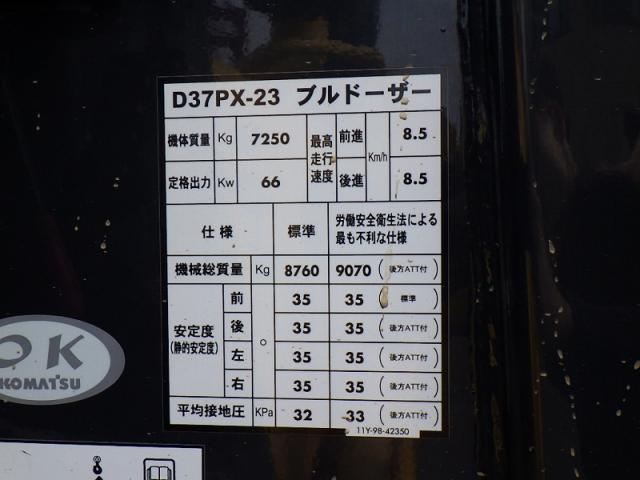 D37PX-23 ブルドーザー
機体質量 Kg 7250 最高走行速度 前進 Km/h 8.5
定格出力 Kw 66 後進 8.5
仕様 標準 労働安全衛生法による
最も不利な仕様
機械総質量 Kg 8760 9070 (後方ATT付)
安定度 (静的安定度) 前 ° 35 35 (標準)
後 35 35 (後方ATT付)
左 35 35 (後方ATT付)
右 35 35 (後方ATT付)
平均接地圧 KPa 32 33 (後方ATT付)
11Y-98-42350
OK
KOMATSU